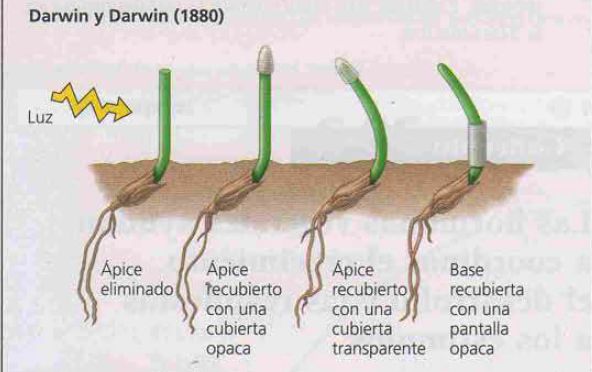 Darwin y Darwin (1880)
Luz
Ápice
eliminado
Ápice
recubierto
con una
cubierta
opaca
Ápice
recubierto
con una
cubierta
transparente
Base
recubierta
con una
pantalla
opaca